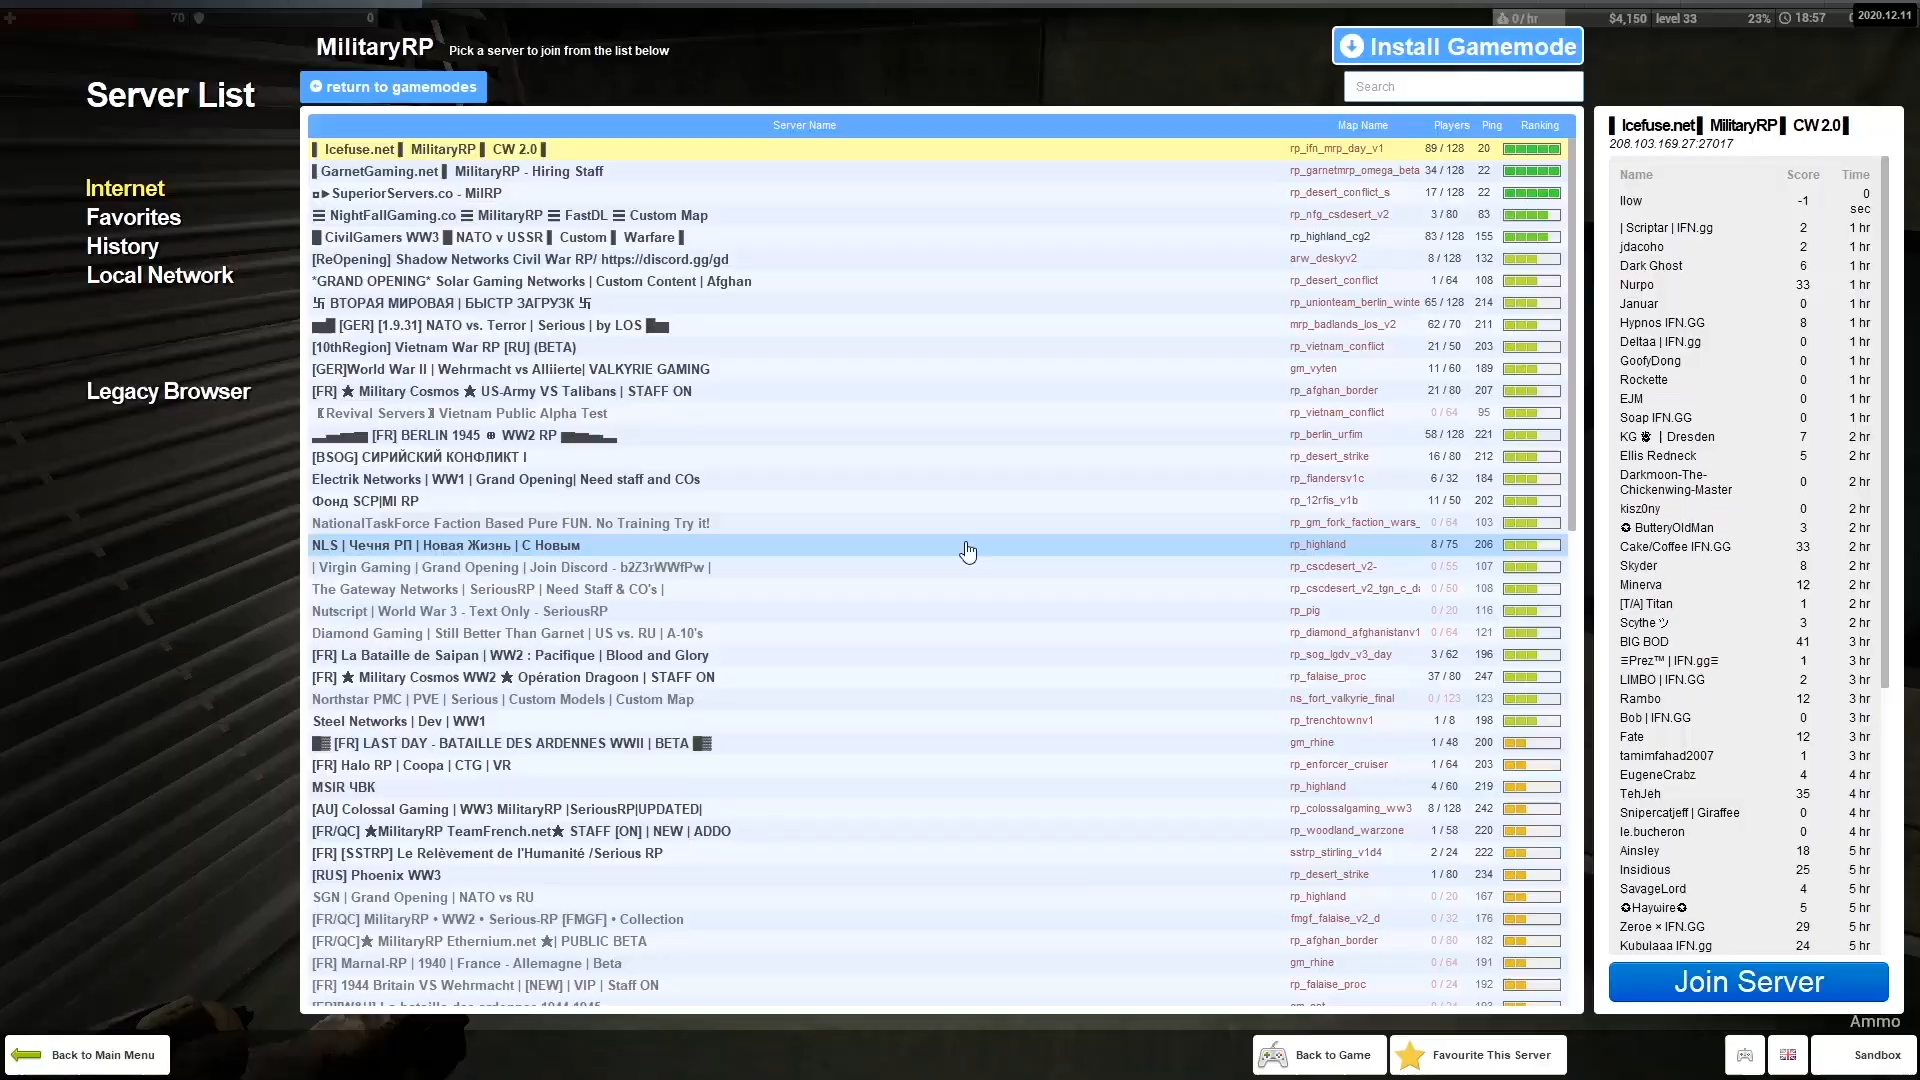 70
0
0/hr
$4,150
level 33
23%
18:57
2020.12.11
MilitaryRP Pick a server to join from the list below
Install Gamemode
Server List
return to gamemodes
Search
Internet
Favorites
History
Local Network
Legacy Browser
Server Name Map Name Players Ping Ranking
▌ Icefuse.net ▌ MilitaryRP ▌ CW 2.0 ▌ rp_ifn_mrp_day_v1 89 / 128 20
▌GarnetGaming.net ▌ MilitaryRP - Hiring Staff rp_garnetmrp_omega_beta 34 / 128 22
¤►SuperiorServers.co - MilRP rp_desert_conflict_s 17 / 128 22
☰ NightFallGaming.co ☰ MilitaryRP ☰ FastDL ☰ Custom Map rp_nfg_csdesert_v2 3 / 80 83
█ CivilGamers WW3 █ NATO v USSR ▌ Custom ▌ Warfare ▌ rp_highland_cg2 83 / 128 155
[ReOpening] Shadow Networks Civil War RP/ https://discord.gg/gd arw_deskyv2 8 / 128 132
*GRAND OPENING* Solar Gaming Networks | Custom Content | Afghan rp_desert_conflict 1 / 64 108
卐 ВТОРАЯ МИРОВАЯ | БЫСТР ЗАГРУЗК 卐 rp_unionteam_berlin_winte 65 / 128 214
▅▇█ [GER] [1.9.31] NATO vs. Terror | Serious | by LOS █▇▅ mrp_badlands_los_v2 62 / 70 211
[10thRegion] Vietnam War RP [RU] (BETA) rp_vietnam_conflict 21 / 50 203
[GER]World War II | Wehrmacht vs Alliierte| VALKYRIE GAMING gm_vyten 11 / 60 189
[FR] ★ Military Cosmos ★ US-Army VS Talibans | STAFF ON rp_afghan_border 21 / 80 207
〖Revival Servers〗Vietnam Public Alpha Test rp_vietnam_conflict 0 / 64 95
▂▃▄▅▆▇ [FR] BERLIN 1945 ⊕ WW2 RP ▇▆▅▄▃▂ rp_berlin_urfim 58 / 128 221
[BSOG] СИРИЙСКИЙ КОНФЛИКТ I rp_desert_strike 16 / 80 212
Electrik Networks | WW1 | Grand Opening| Need staff and COs rp_flandersv1c 6 / 32 184
Фонд SCP|MI RP rp_12rfis_v1b 11 / 50 202
NationalTaskForce Faction Based Pure FUN. No Training Try it! rp_gm_fork_faction_wars_ 0 / 64 103
NLS | Чечня РП | Новая Жизнь | С Новым rp_highland 8 / 75 206
| Virgin Gaming | Grand Opening | Join Discord - b2Z3rWWfPw | rp_cscdesert_v2- 0 / 55 107
The Gateway Networks | SeriousRP | Need Staff & CO's | rp_cscdesert_v2_tgn_c_d 0 / 50 108
Nutscript | World War 3 - Text Only - SeriousRP rp_pig 0 / 20 116
Diamond Gaming | Still Better Than Garnet | US vs. RU | A-10's rp_diamond_afghanistanv1 0 / 64 121
[FR] La Bataille de Saipan | WW2 : Pacifique | Blood and Glory rp_sog_lgdv_v3_day 3 / 62 196
[FR] ★ Military Cosmos WW2 ★ Opération Dragoon | STAFF ON rp_falaise_proc 37 / 80 247
Northstar PMC | PVE | Serious | Custom Models | Custom Map ns_fort_valkyrie_final 0 / 123 123
Steel Networks | Dev | WW1 rp_trenchtownv1 1 / 8 198
█▓ [FR] LAST DAY - BATAILLE DES ARDENNES WWII | BETA █▓ gm_rhine 1 / 48 200
[FR] Halo RP | Coopa | CTG | VR rp_enforcer_cruiser 1 / 64 203
MSIR ЧВК rp_highland 4 / 60 219
[AU] Colossal Gaming | WW3 MilitaryRP |SeriousRP|UPDATED| rp_colossalgaming_ww3 8 / 128 242
[FR/QC] ★MilitaryRP TeamFrench.net★ STAFF [ON] | NEW | ADDO rp_woodland_warzone 1 / 58 220
[FR] [SSTRP] Le Relèvement de l'Humanité /Serious RP sstrp_stirling_v1d4 2 / 24 222
[RUS] Phoenix WW3 rp_desert_strike 1 / 80 234
SGN | Grand Opening | NATO vs RU rp_highland 0 / 20 167
[FR/QC] MilitaryRP • WW2 • Serious-RP [FMGF] • Collection fmgf_falaise_v2_d 0 / 32 176
[FR/QC]★ MilitaryRP Ethernium.net ★| PUBLIC BETA rp_afghan_border 0 / 80 182
[FR] Marnal-RP | 1940 | France - Allemagne | Beta gm_rhine 0 / 64 191
[FR] 1944 Britain VS Wehrmacht | [NEW] | VIP | Staff ON rp_falaise_proc 0 / 24 192
▌ Icefuse.net ▌ MilitaryRP ▌ CW 2.0 ▌
208.103.169.27:27017
Name Score Time
llow -1 0 sec
| Scriptar | IFN.gg 2 1 hr
jdacoho 2 1 hr
Dark Ghost 6 1 hr
Nurpo 33 1 hr
Januar 0 1 hr
Hypnos IFN.GG 8 1 hr
Deltaa | IFN.gg 0 1 hr
GoofyDong 0 1 hr
Rockette 0 1 hr
EJM 0 1 hr
Soap IFN.GG 0 1 hr
KG | Dresden 7 2 hr
Ellis Redneck 5 2 hr
Darkmoon-The-
Chickenwing-Master 0 2 hr
kisz0ny 0 2 hr
✪ ButteryOldMan 3 2 hr
Cake/Coffee IFN.GG 33 2 hr
Skyder 8 2 hr
Minerva 12 2 hr
[T/A] Titan 1 2 hr
Scythe ツ 3 2 hr
BIG BOD 41 3 hr
☰Prez™ | IFN.gg☰ 1 3 hr
LIMBO | IFN.GG 2 3 hr
Rambo 12 3 hr
Bob | IFN.GG 0 3 hr
Fate 12 3 hr
tamimfahad2007 1 3 hr
EugeneCrabz 4 4 hr
TehJeh 35 4 hr
Snipercatjeff | Giraffe 0 4 hr
le.bucheron 0 4 hr
Ainsley 18 5 hr
Insidious 25 5 hr
SavageLord 4 5 hr
✪Haywire✪ 5 5 hr
Zeroe × IFN.GG 29 5 hr
Kubulaaa IFN.gg 24 5 hr
Join Server
Ammo
Back to Main Menu
Back to Game
Favourite This Server
Sandbox